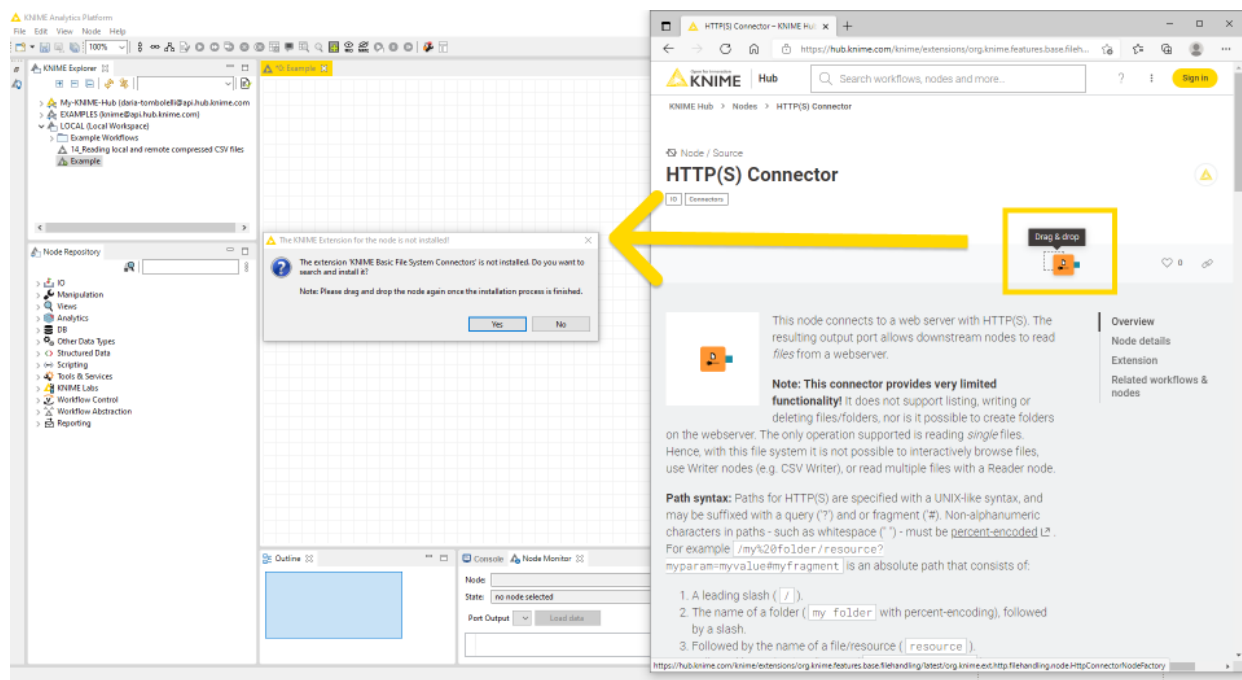 KNIME Analytics Platform
File Edit View Node Help
100%
KNIME Explorer
My-KNIME-Hub (daria-tombolelli@api.hub.knime.com
EXAMPLES (knime@api.hub.knime.com)
LOCAL (Local Workspace)
Example Workflows
14_Reading local and remote compressed CSV files
Example
Node Repository
IO
Manipulation
Views
Analytics
DB
Other Data Types
Structured Data
Scripting
Tools & Services
KNIME Labs
Workflow Control
Workflow Abstraction
Reporting
*0: Example
The KNIME Extension for the node is not installed!
The extension 'KNIME Basic File System Connectors' is not installed. Do you want to
search and install it?
Note: Please drag and drop the node again once the installation process is finished.
Yes No
Outline
Console Node Monitor
Node:
State: no node selected
Port Output Load data
HTTP(S) Connector – KNIME Hub
https://hub.knime.com/knime/extensions/org.knime.features.base.fileh...
Open for Innovation
KNIME Hub
Search workflows, nodes and more...
? Sign in
KNIME Hub > Nodes > HTTP(S) Connector
Node / Source
HTTP(S) Connector
IO Connectors
Drag & drop
0
This node connects to a web server with HTTP(S). The
resulting output port allows downstream nodes to read
files from a webserver.
Note: This connector provides very limited
functionality! It does not support listing, writing or
deleting files/folders, nor is it possible to create folders
on the webserver. The only operation supported is reading single files.
Hence, with this file system it is not possible to interactively browse files,
use Writer nodes (e.g. CSV Writer), or read multiple files with a Reader node.
Path syntax: Paths for HTTP(S) are specified with a UNIX-like syntax, and
may be suffixed with a query ('?') and or fragment ('#). Non-alphanumeric
characters in paths - such as whitespace (" ") - must be percent-encoded .
For example /my%20folder/resource?
myparam=myvalue#myfragment is an absolute path that consists of:
1. A leading slash ( / ).
2. The name of a folder ( my folder with percent-encoding), followed
by a slash.
3. Followed by the name of a file/resource ( resource ).
Overview
Node details
Extension
Related workflows &
nodes
https://hub.knime.com/knime/extensions/org.knime.features.base.filehandling/latest/org.knime.ext.http.filehandling.node.HttpConnectorNodeFactory